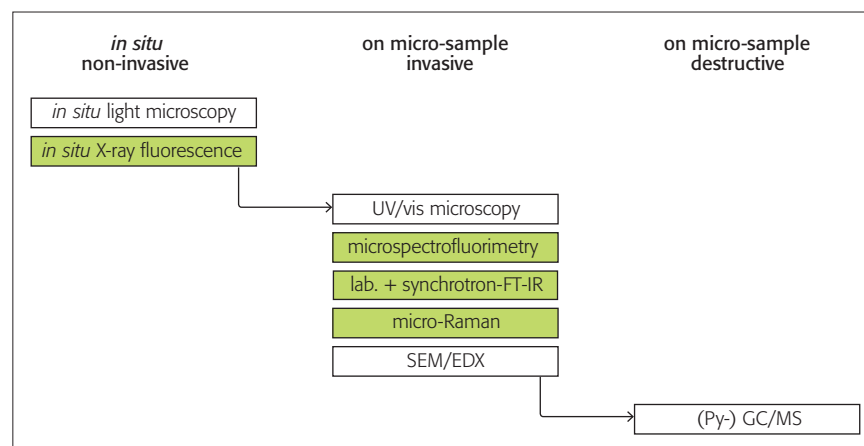 in situ
non-invasive
on micro-sample
invasive
on micro-sample
destructive
in situ light microscopy
in situ X-ray fluorescence
UV/vis microscopy
microspectrofluorimetry
lab. + synchrotron-FT-IR
micro-Raman
SEM/EDX
(Py-) GC/MS